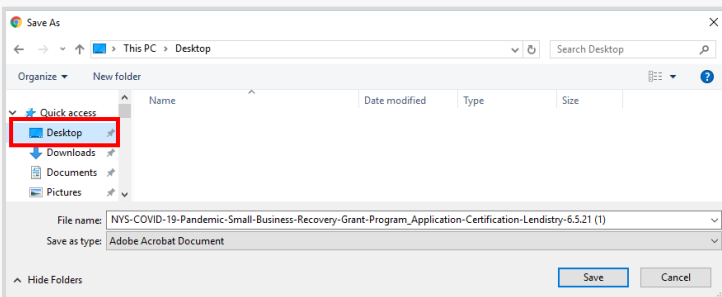 Save As
This PC > Desktop
Search Desktop
Organize
New folder
Name
Date modified
Type
Size
Quick access
Desktop
Downloads
Documents
Pictures
File name: NYS-COVID-19-Pandemic-Small-Business-Recovery-Grant-Program_Application-Certification-Lendistry-6.5.21 (1)
Save as type: Adobe Acrobat Document
Hide Folders
Save
Cancel